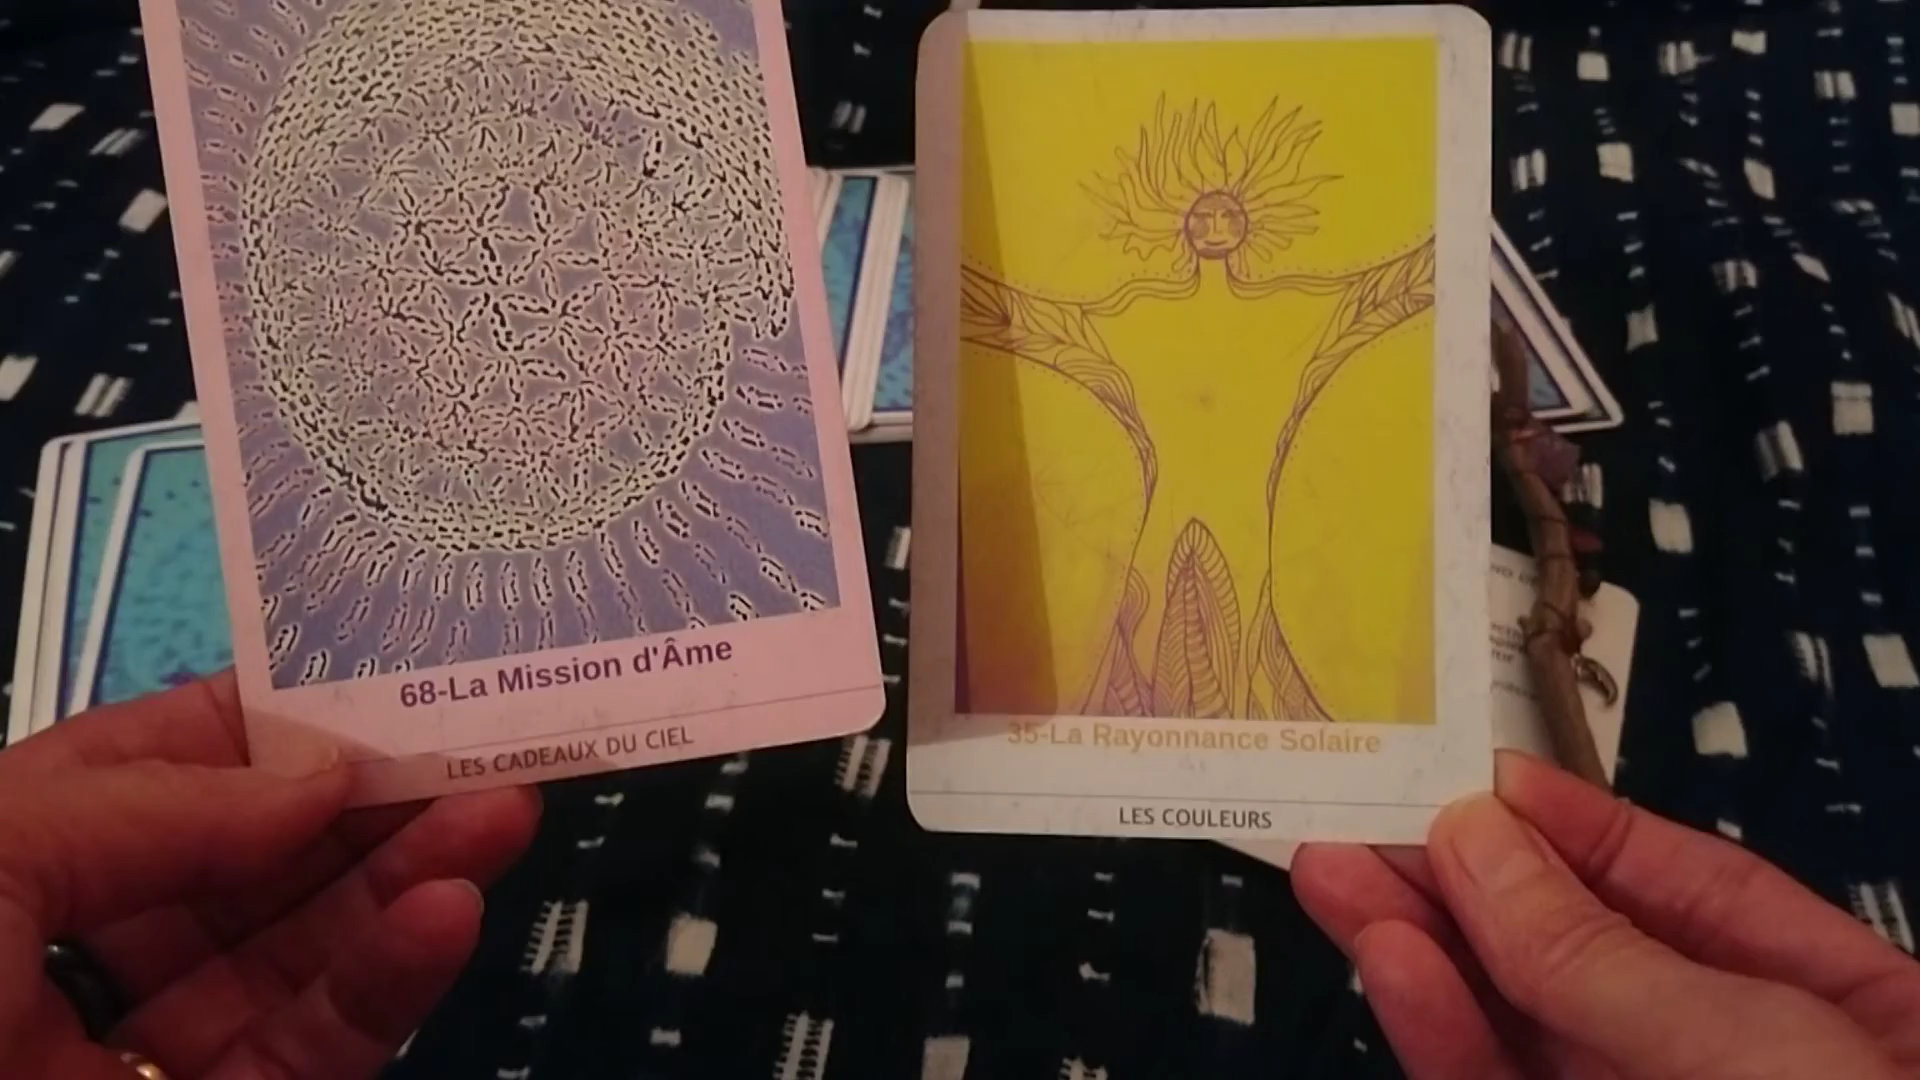 68-La Mission d'Âme
LES CADEAUX DU CIEL
35-La Rayonnance Solaire
LES COULEURS